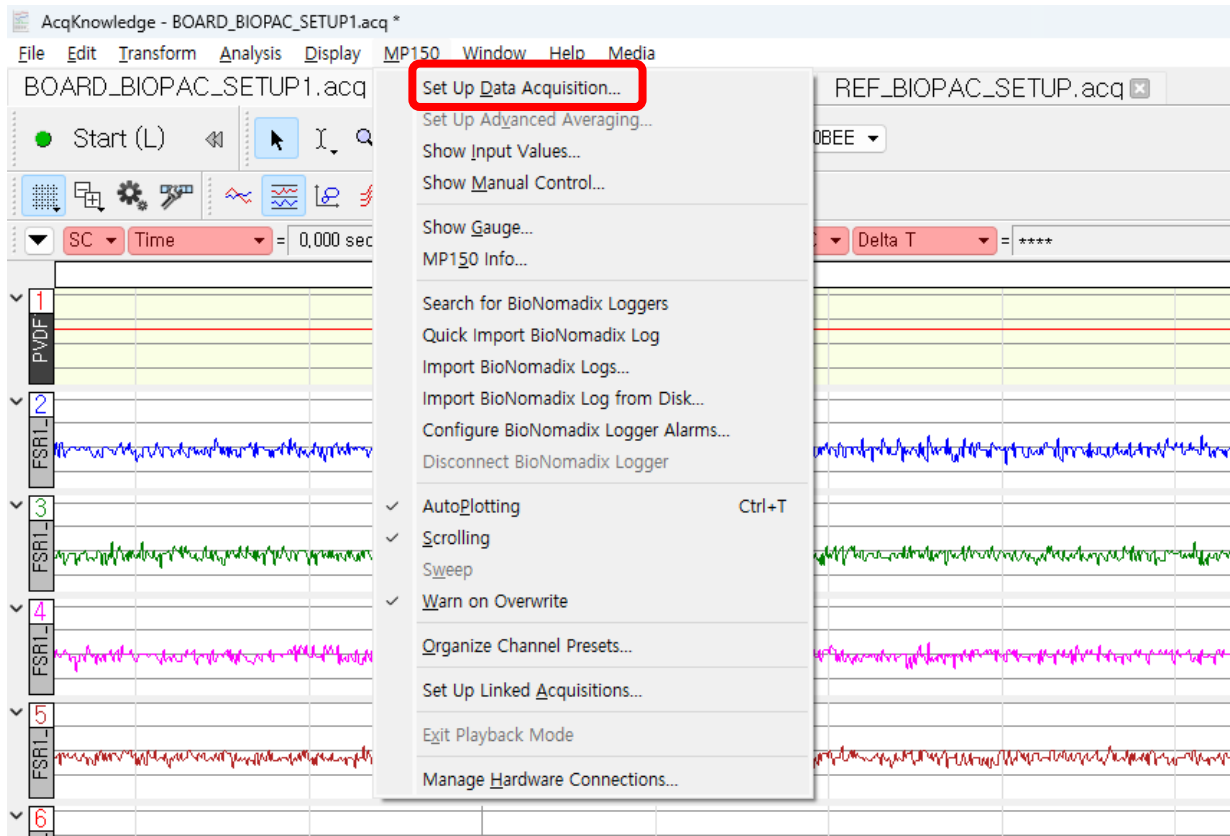 AcqKnowledge - BOARD_BIOPAC_SETUP1.acq *
File Edit Transform Analysis Display MP150 Window Help Media
BOARD_BIOPAC_SETUP1.acq
REF_BIOPAC_SETUP.acq
Start (L)
0BEE
SC Time = 0,000 sec
Delta T = ****
Set Up Data Acquisition...
Set Up Advanced Averaging...
Show Input Values...
Show Manual Control...
Show Gauge...
MP150 Info...
Search for BioNomadix Loggers
Quick Import BioNomadix Log
Import BioNomadix Logs...
Import BioNomadix Log from Disk...
Configure BioNomadix Logger Alarms...
Disconnect BioNomadix Logger
AutoPlotting Ctrl+T
Scrolling
Sweep
Warn on Overwrite
Organize Channel Presets...
Set Up Linked Acquisitions...
Exit Playback Mode
Manage Hardware Connections...
1
PVDF
2
FSR1_
3
FSR1_
4
FSR1_
5
FSR1_
6